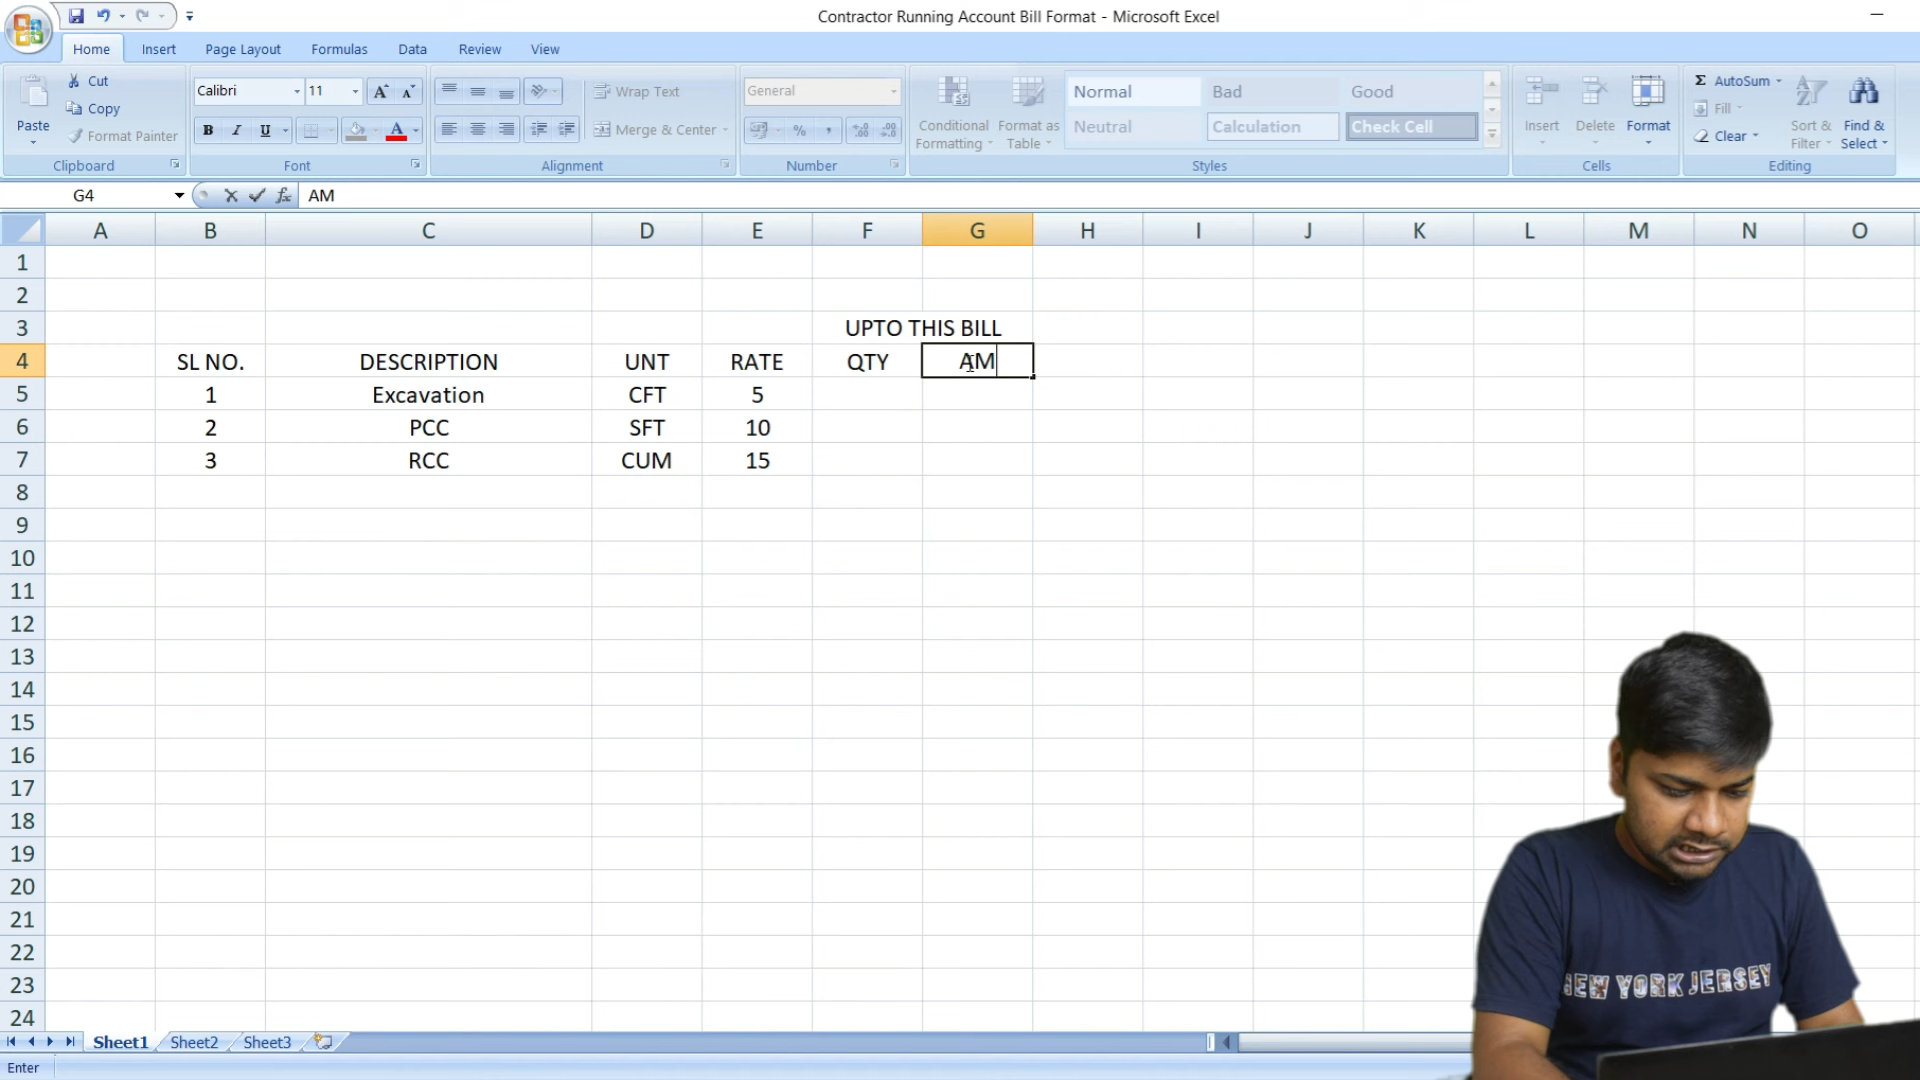 Contractor Running Account Bill Format - Microsoft Excel
Home Insert Page Layout Formulas Data Review View
Paste
Cut
Copy
Format Painter
Clipboard
Calibri 11
B I U
Font
Wrap Text
Merge & Center
Alignment
General
% ,
Number
Conditional Formatting
Format as Table
Normal Bad Good
Neutral Calculation Check Cell
Styles
Insert Delete Format
Cells
Σ AutoSum
Fill
Clear
Sort & Filter
Find & Select
Editing
G4 fx AM
A B C D E F G H I J K L M N O
1
2
3 UPTO THIS BILL
4 SL NO. DESCRIPTION UNT RATE QTY AM
5 1 Excavation CFT 5
6 2 PCC SFT 10
7 3 RCC CUM 15
8
9
10
11
12
13
14
15
16
17
18
19
20
21
22
23
24
NEW YORK JERSEY
Sheet1 Sheet2 Sheet3
Enter